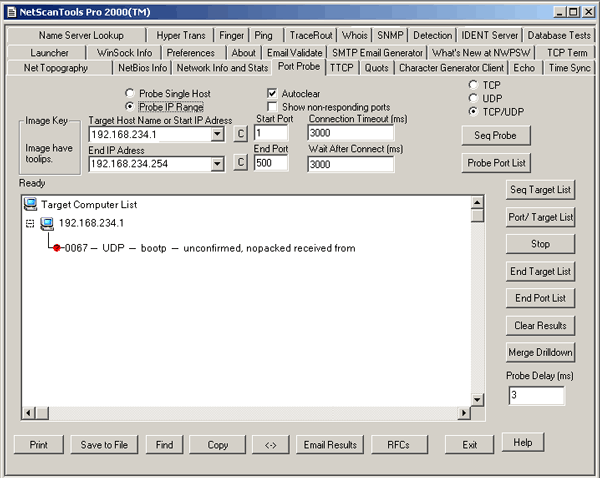 NetScanTools Pro 2000(TM)
Name Server Lookup Hyper Trans Finger Ping TraceRout Whois SNMP Detection IDENT Server Database Tests
Launcher WinSock Info Preferences About Email Validate SMTP Email Generator What's New at NWPSW TCP Term
Net Topography NetBios Info Network Info and Stats Port Probe TTCP Quots Character Generator Client Echo Time Sync
Probe Single Host
Autoclear
TCP
Probe IP Range
Show non-responding ports
UDP
TCP/UDP
Image Key
Image have
toolips.
Target Host Name or Start IP Adress
Start Port
Connection Timeout (ms)
192.168.234.1
C
1
3000
Seq Probe
End IP Adress
End Port
Wait After Connect (ms)
192.168.234.254
C
500
3000
Probe Port List
Ready
Target Computer List
192.168.234.1
0067 – UDP – bootp – unconfirmed, nopacked received from
Seq Target List
Port/ Target List
Stop
End Target List
End Port List
Clear Results
Merge Drilldown
Probe Delay (ms)
3
Print Save to File Find Copy <-> Email Results RFCs Exit Help